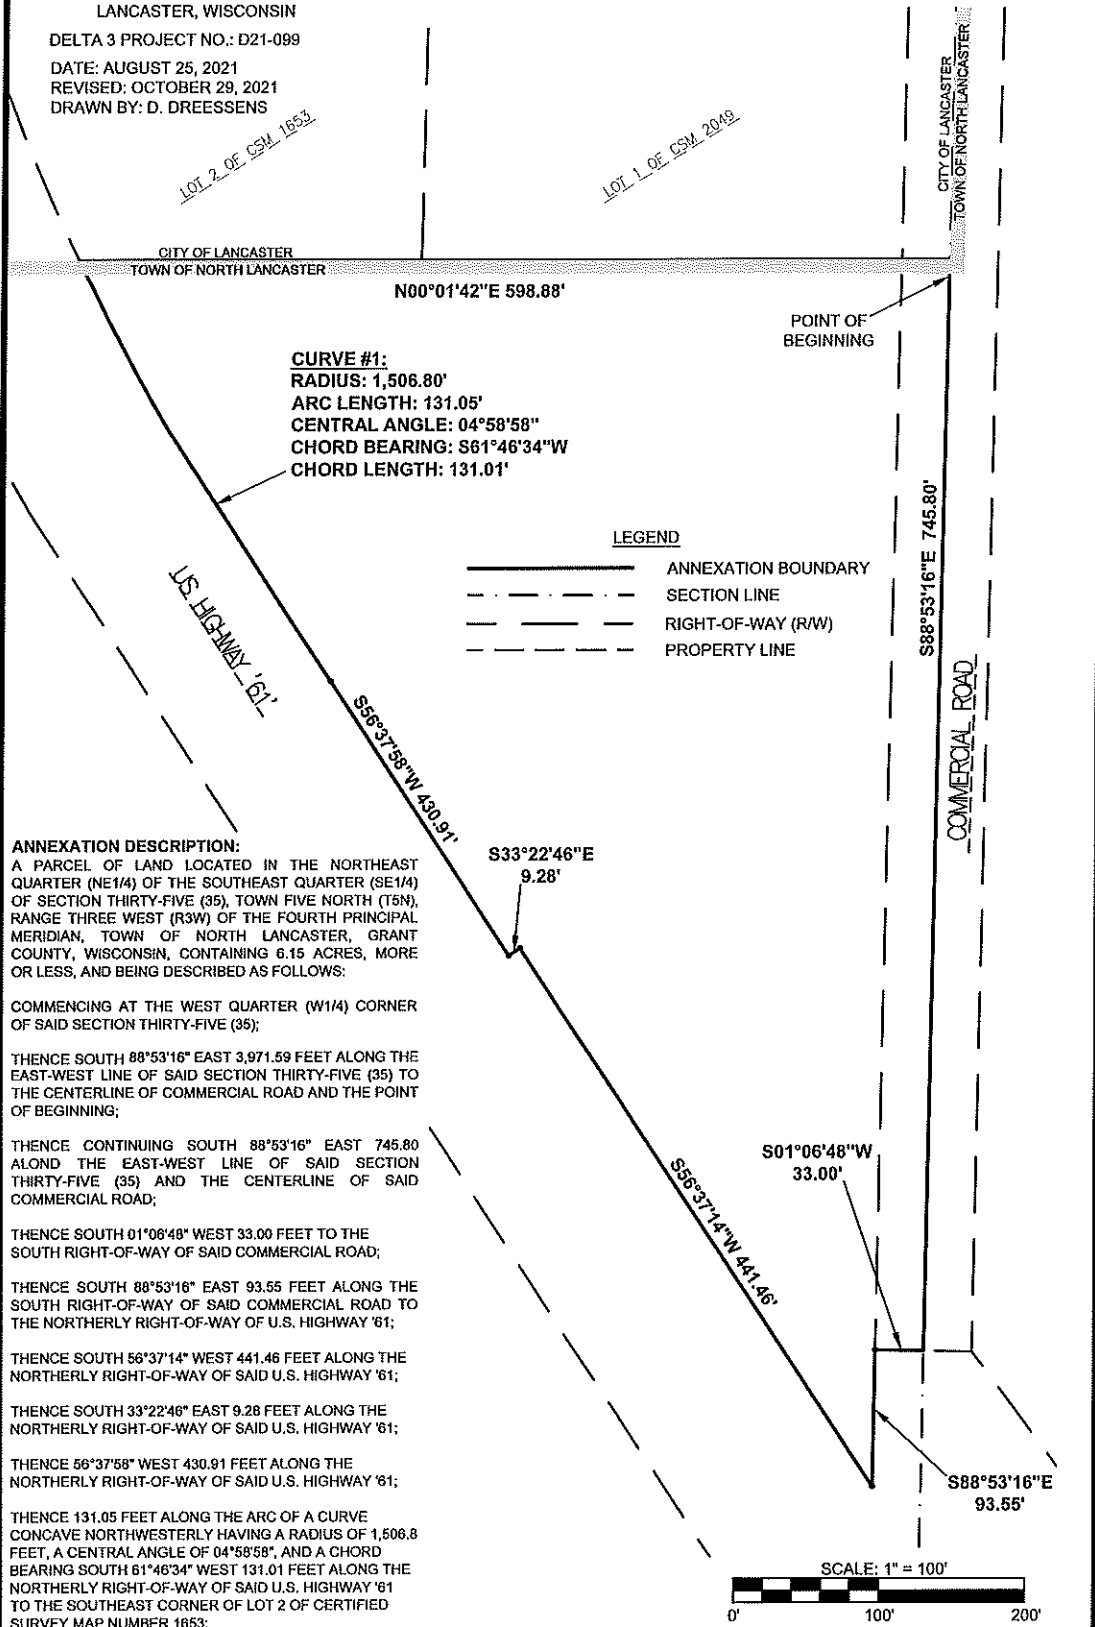 LANCASTER, WISCONSIN
DELTA 3 PROJECT NO.: D21-099
DATE: AUGUST 25, 2021
REVISED: OCTOBER 29, 2021
DRAWN BY: D. DREESSENS
LOT 2 OF CSM 1653
LOT 1 OF CSM 2049
CITY OF LANCASTER
TOWN OF NORTH LANCASTER
CITY OF LANCASTER
TOWN OF NORTH LANCASTER
N00°01'42"E 598.88'
POINT OF
BEGINNING
CURVE #1:
RADIUS: 1,506.80'
ARC LENGTH: 131.05'
CENTRAL ANGLE: 04°58'58"
CHORD BEARING: S61°46'34"W
CHORD LENGTH: 131.01'
LEGEND
ANNEXATION BOUNDARY
SECTION LINE
RIGHT-OF-WAY (R/W)
PROPERTY LINE
S88°53'16"E 745.80'
US HIGHWAY '61'
COMMERCIAL ROAD
S56°37'58"W 430.91'
S33°22'46"E
9.28'
S56°37'14"W 441.46'
S01°06'48"W
33.00'
S88°53'16"E
93.55'
ANNEXATION DESCRIPTION:
A PARCEL OF LAND LOCATED IN THE NORTHEAST
QUARTER (NE1/4) OF THE SOUTHEAST QUARTER (SE1/4)
OF SECTION THIRTY-FIVE (35), TOWN FIVE NORTH (T5N),
RANGE THREE WEST (R3W) OF THE FOURTH PRINCIPAL
MERIDIAN, TOWN OF NORTH LANCASTER, GRANT
COUNTY, WISCONSIN, CONTAINING 6.15 ACRES, MORE
OR LESS, AND BEING DESCRIBED AS FOLLOWS:
COMMENCING AT THE WEST QUARTER (W1/4) CORNER
OF SAID SECTION THIRTY-FIVE (35);
THENCE SOUTH 88°53'16" EAST 3,971.59 FEET ALONG THE
EAST-WEST LINE OF SAID SECTION THIRTY-FIVE (35) TO
THE CENTERLINE OF COMMERCIAL ROAD AND THE POINT
OF BEGINNING;
THENCE CONTINUING SOUTH 88°53'16" EAST 745.80
ALOND THE EAST-WEST LINE OF SAID SECTION
THIRTY-FIVE (35) AND THE CENTERLINE OF SAID
COMMERCIAL ROAD;
THENCE SOUTH 01°06'48" WEST 33.00 FEET TO THE
SOUTH RIGHT-OF-WAY OF SAID COMMERCIAL ROAD;
THENCE SOUTH 88°53'16" EAST 93.55 FEET ALONG THE
SOUTH RIGHT-OF-WAY OF SAID COMMERCIAL ROAD TO
THE NORTHERLY RIGHT-OF-WAY OF U.S. HIGHWAY '61;
THENCE SOUTH 56°37'14" WEST 441.46 FEET ALONG THE
NORTHERLY RIGHT-OF-WAY OF SAID U.S. HIGHWAY '61;
THENCE SOUTH 33°22'46" EAST 9.28 FEET ALONG THE
NORTHERLY RIGHT-OF-WAY OF SAID U.S. HIGHWAY '61;
THENCE 56°37'58" WEST 430.91 FEET ALONG THE
NORTHERLY RIGHT-OF-WAY OF SAID U.S. HIGHWAY '61;
THENCE 131.05 FEET ALONG THE ARC OF A CURVE
CONCAVE NORTHWESTERLY HAVING A RADIUS OF 1,506.8
FEET, A CENTRAL ANGLE OF 04°58'58", AND A CHORD
BEARING SOUTH 61°46'34" WEST 131.01 FEET ALONG THE
NORTHERLY RIGHT-OF-WAY OF SAID U.S. HIGHWAY '61
TO THE SOUTHEAST CORNER OF LOT 2 OF CERTIFIED
SURVEY MAP NUMBER 1653;
SCALE: 1" = 100'
0' 100' 200'